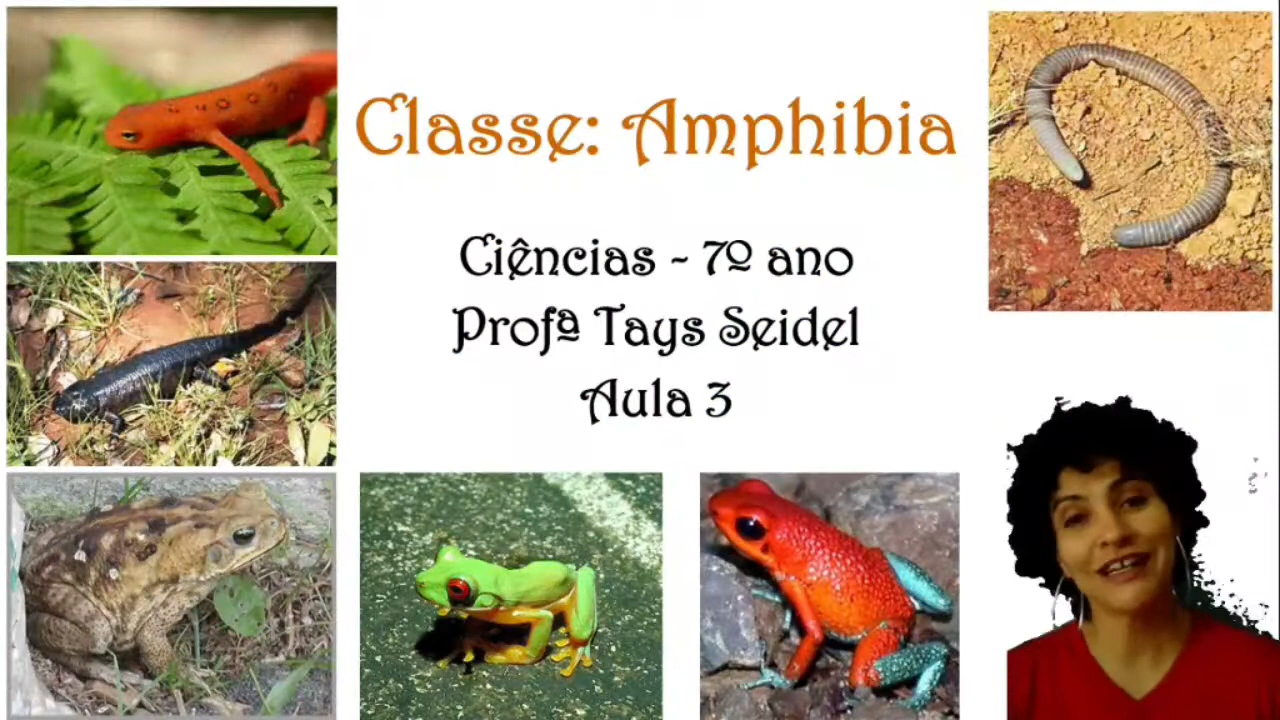 Classe: Amphibia
Ciências - 7º ano
Profª Tays Seidel
Aula 3